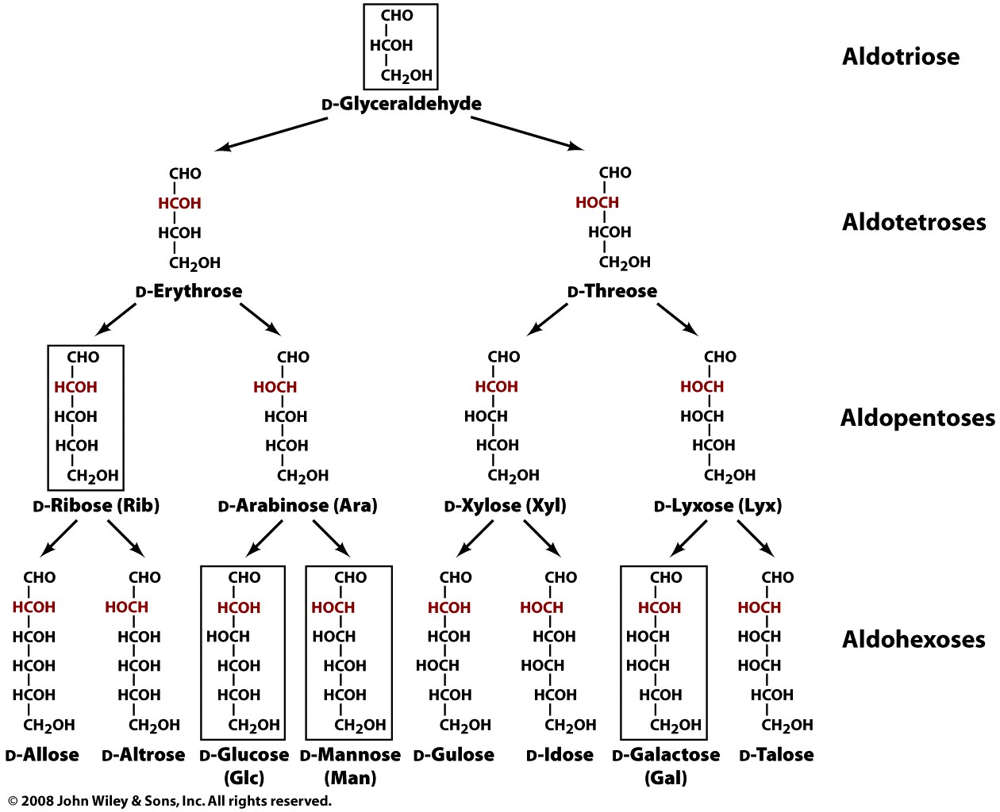 CHO
HCOH
CH2OH
D-Glyceraldehyde
Aldotriose
CHO
HCOH
HCOH
CH2OH
D-Erythrose
CHO
HOCH
HCOH
CH2OH
D-Threose
Aldotetroses
CHO
HCOH
HCOH
HCOH
CH2OH
D-Ribose (Rib)
CHO
HOCH
HCOH
HCOH
CH2OH
D-Arabinose (Ara)
CHO
HCOH
HOCH
HCOH
CH2OH
D-Xylose (Xyl)
CHO
HOCH
HOCH
HCOH
CH2OH
D-Lyxose (Lyx)
Aldopentoses
CHO
HCOH
HCOH
HCOH
HCOH
CH2OH
D-Allose
CHO
HOCH
HCOH
HCOH
HCOH
CH2OH
D-Altrose
CHO
HCOH
HOCH
HCOH
HCOH
CH2OH
D-Glucose
(Glc)
CHO
HOCH
HOCH
HCOH
HCOH
CH2OH
D-Mannose
(Man)
CHO
HCOH
HCOH
HOCH
HCOH
CH2OH
D-Gulose
CHO
HOCH
HCOH
HOCH
HCOH
CH2OH
D-Idose
CHO
HCOH
HOCH
HOCH
HCOH
CH2OH
D-Galactose
(Gal)
CHO
HOCH
HOCH
HOCH
HCOH
CH2OH
D-Talose
Aldohexoses
© 2008 John Wiley & Sons, Inc. All rights reserved.